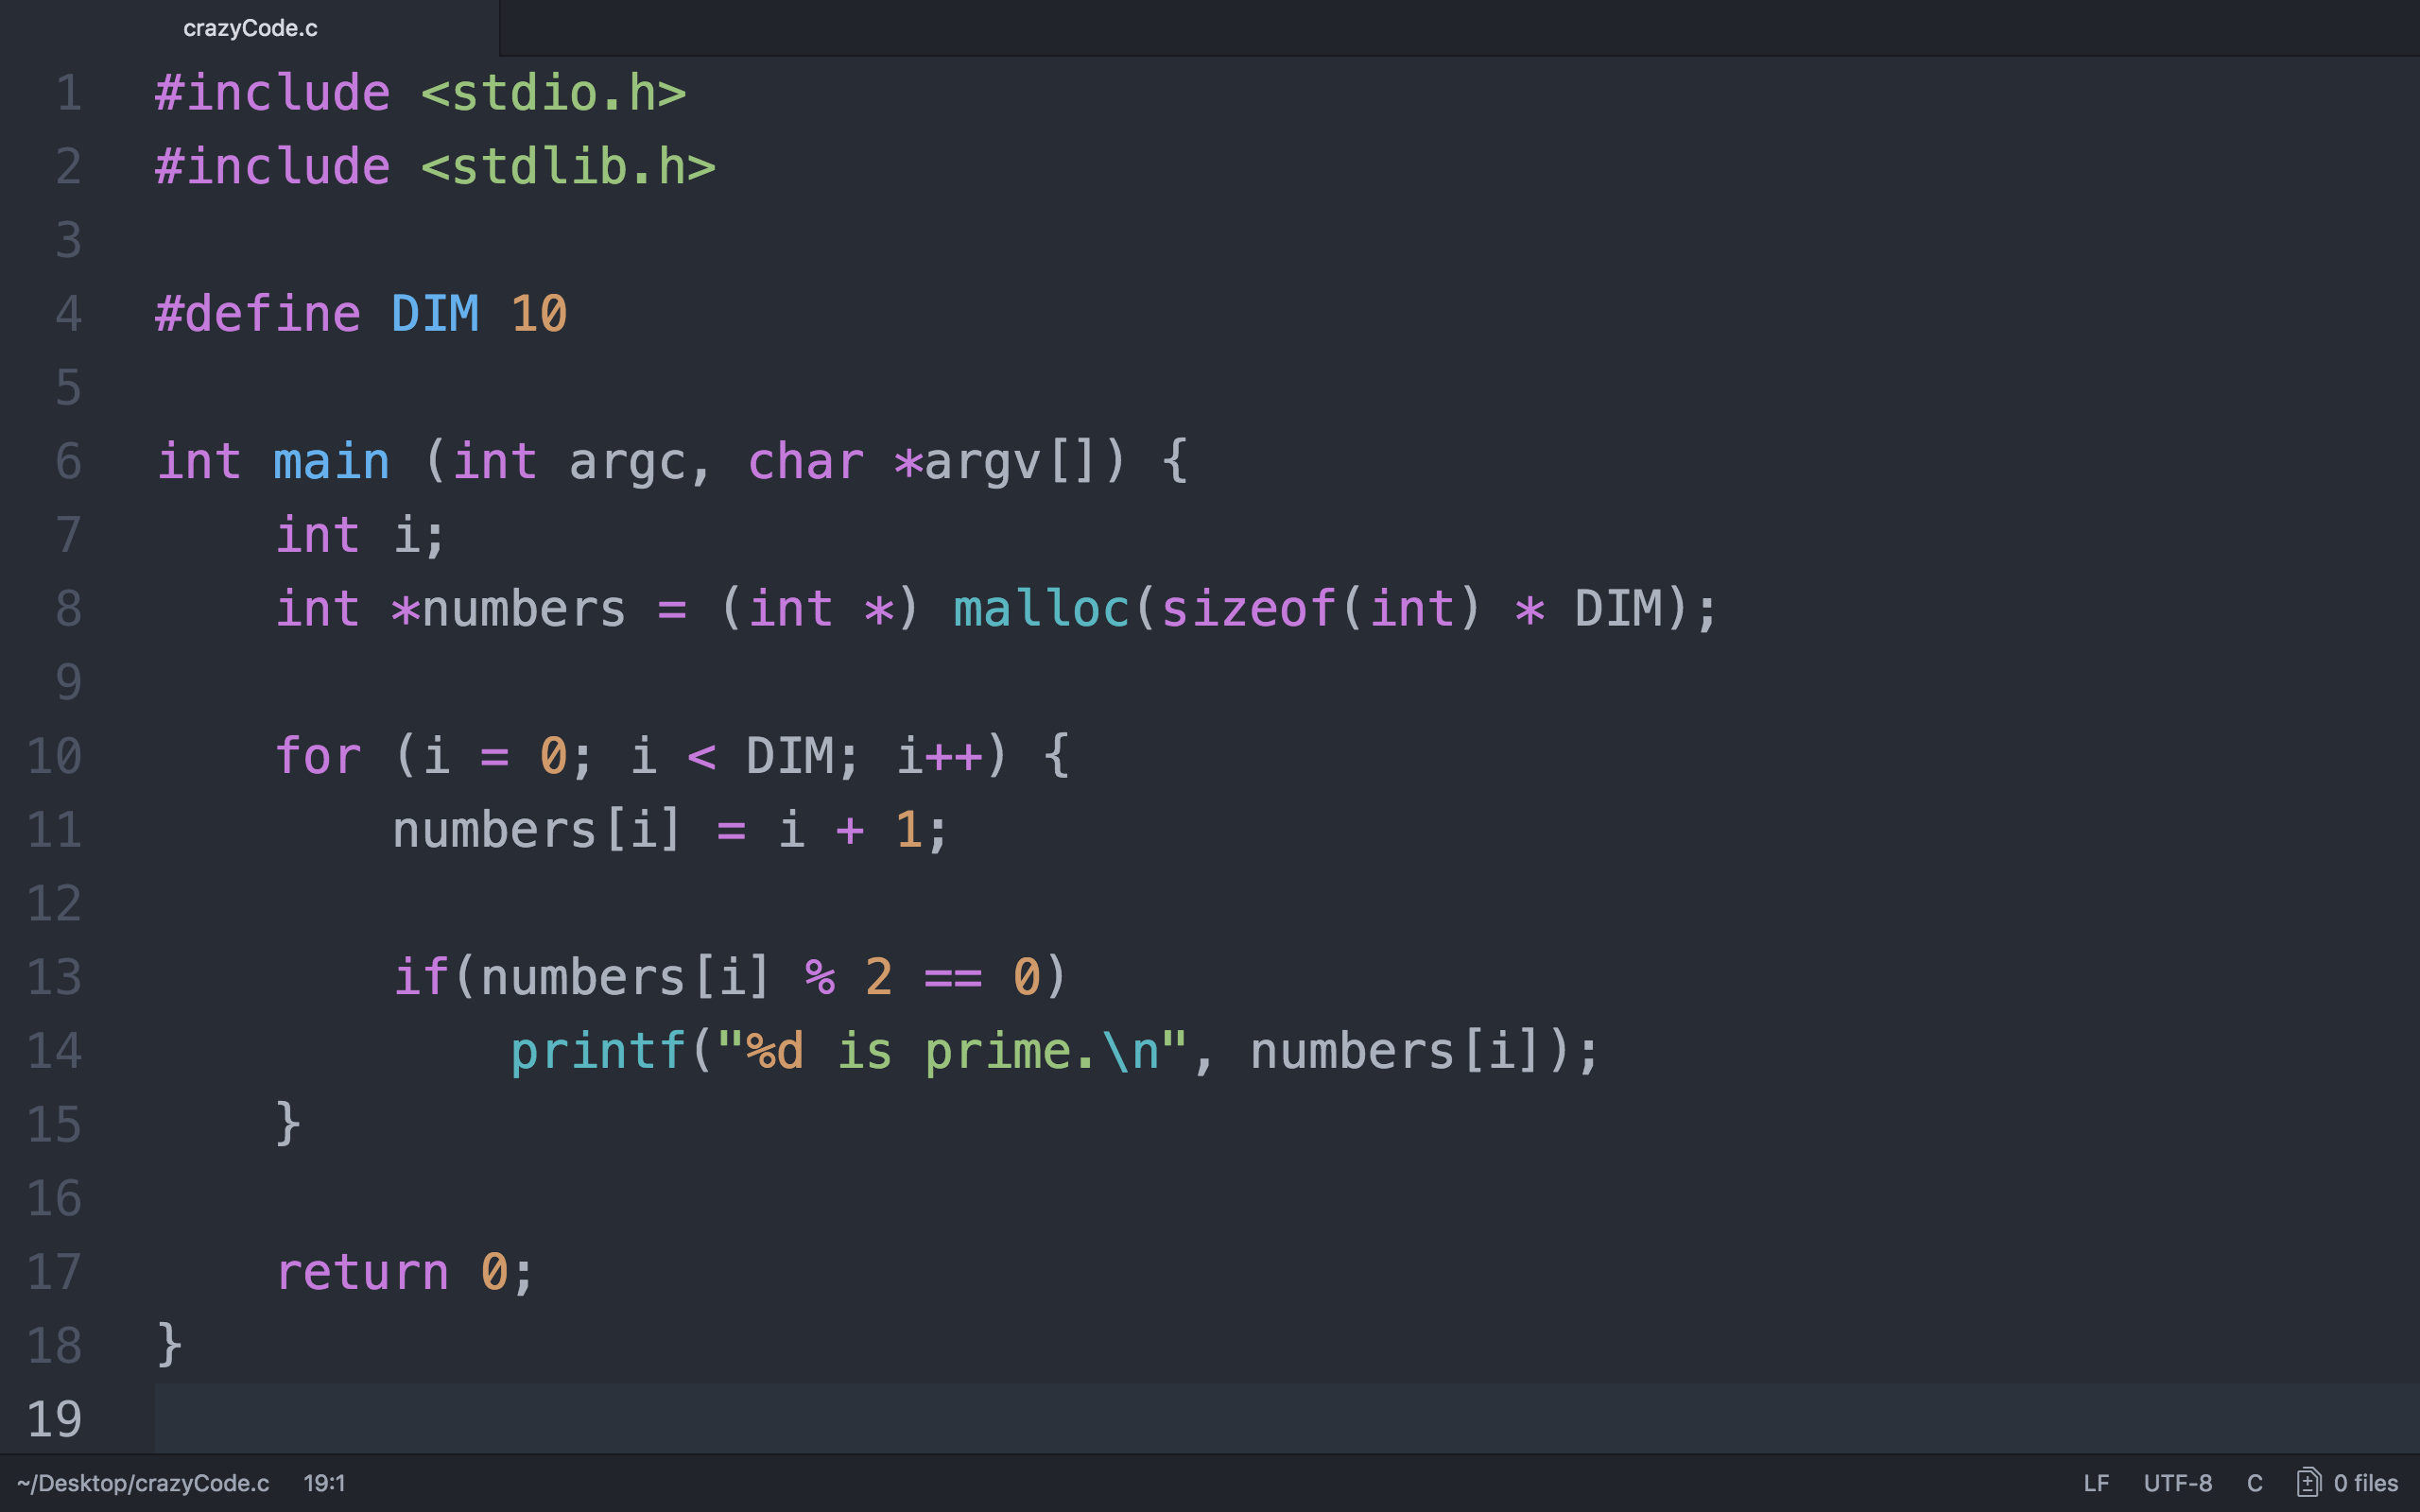 crazyCode.c
1 #include <stdio.h>
2 #include <stdlib.h>
3
4 #define DIM 10
5
6 int main (int argc, char *argv[]) {
7     int i;
8     int *numbers = (int *) malloc(sizeof(int) * DIM);
9
10     for (i = 0; i < DIM; i++) {
11         numbers[i] = i + 1;
12
13         if(numbers[i] % 2 == 0)
14             printf("%d is prime.\n", numbers[i]);
15     }
16
17     return 0;
18 }
19
~/Desktop/crazyCode.c 19:1 LF UTF-8 C 0 files